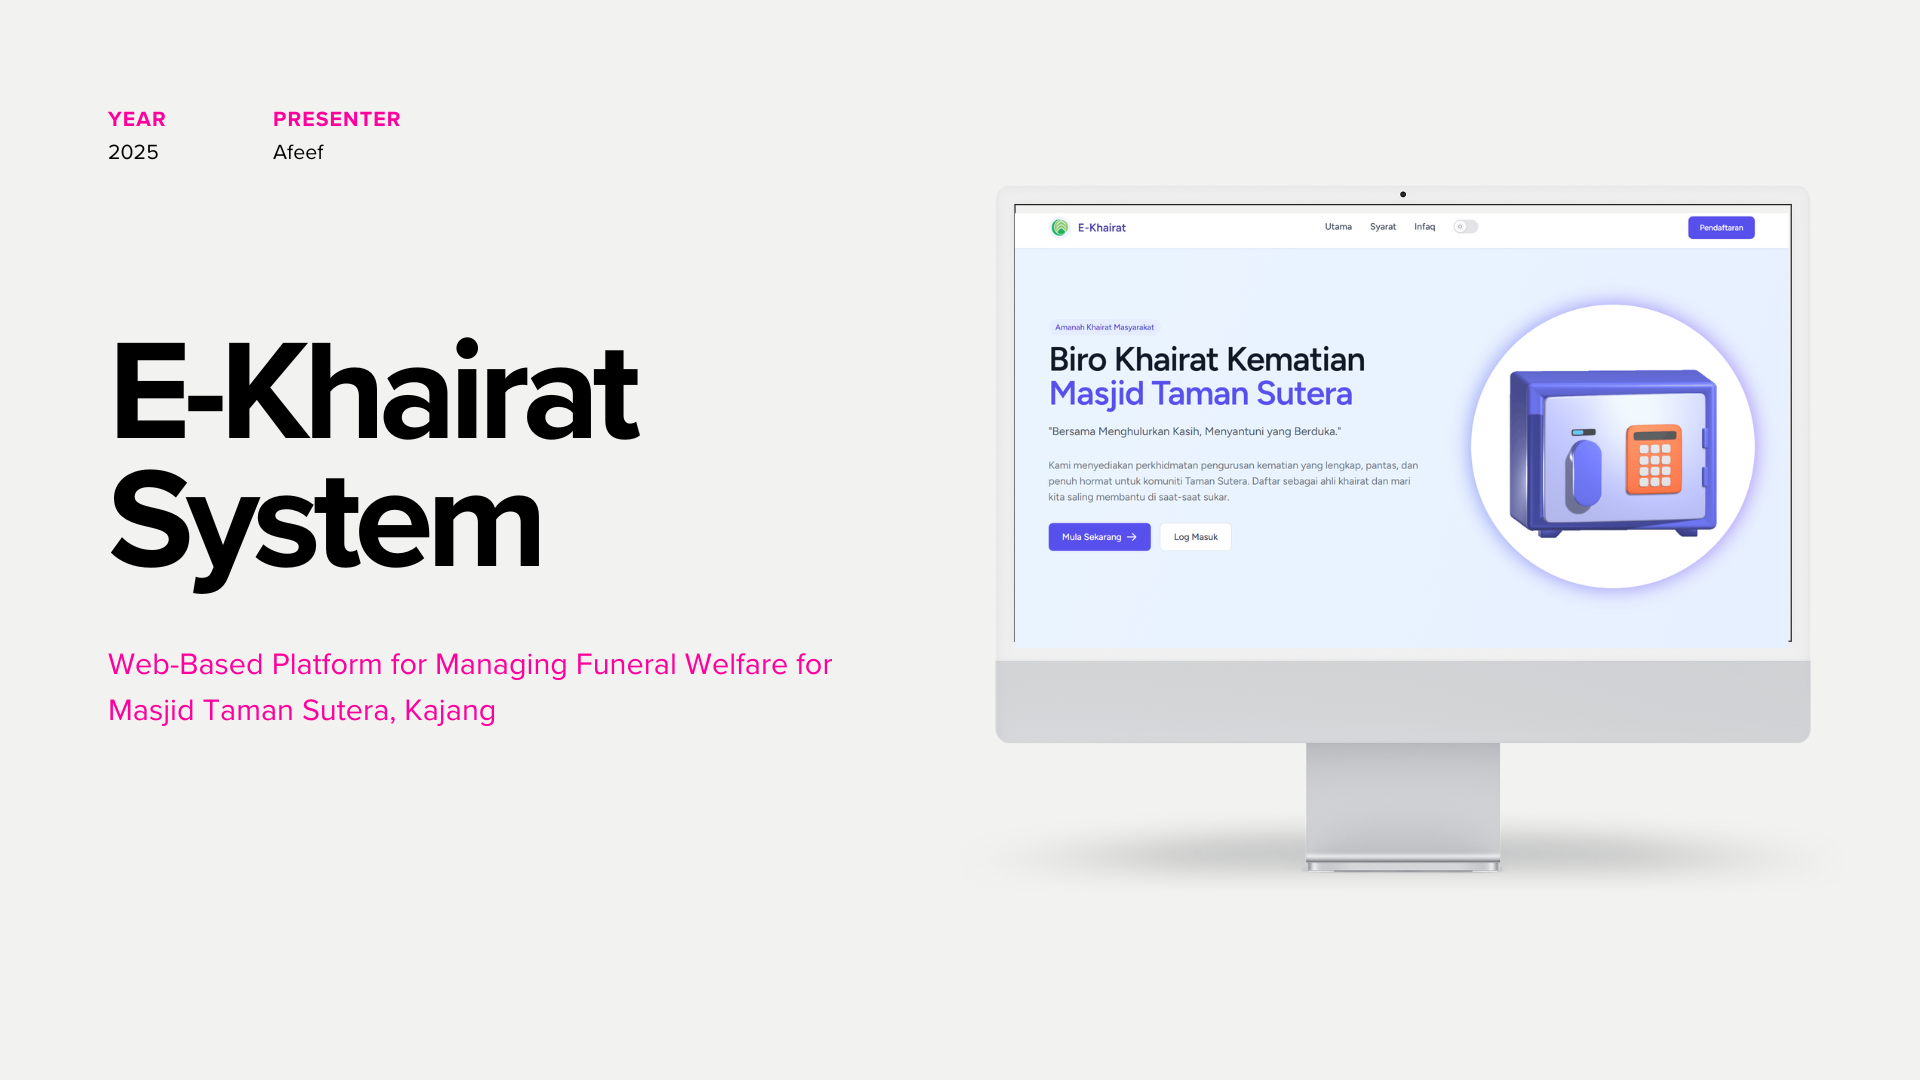 YEAR
2025
PRESENTER
Afeef
E-Khairat
System
Web-Based Platform for Managing Funeral Welfare for
Masjid Taman Sutera, Kajang
E-Khairat
Utama
Syarat
Infaq
Pendaftaran
Amanah Khairat Masyarakat
Biro Khairat Kematian
Masjid Taman Sutera
"Bersama Menghulurkan Kasih, Menyantuni yang Berduka."
Kami menyediakan perkhidmatan pengurusan kematian yang lengkap, pantas, dan
penuh hormat untuk komuniti Taman Sutera. Daftar sebagai ahli khairat dan mari
kita saling membantu di saat-saat sukar.
Mula Sekarang
Log Masuk